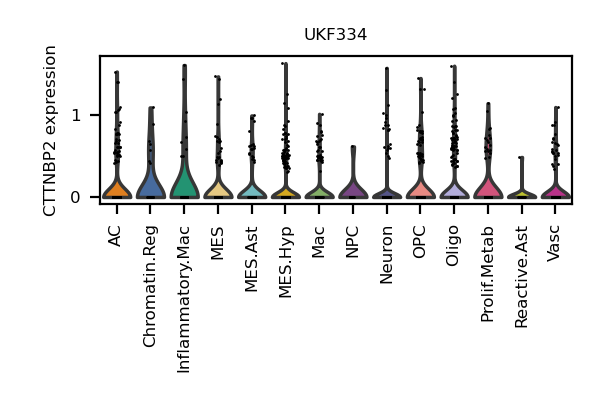 UKF334
CTTNBP2 expression
1
0
AC
Chromatin.Reg
Inflammatory.Mac
MES
MES.Ast
MES.Hyp
Mac
NPC
Neuron
OPC
Oligo
Prolif.Metab
Reactive.Ast
Vasc